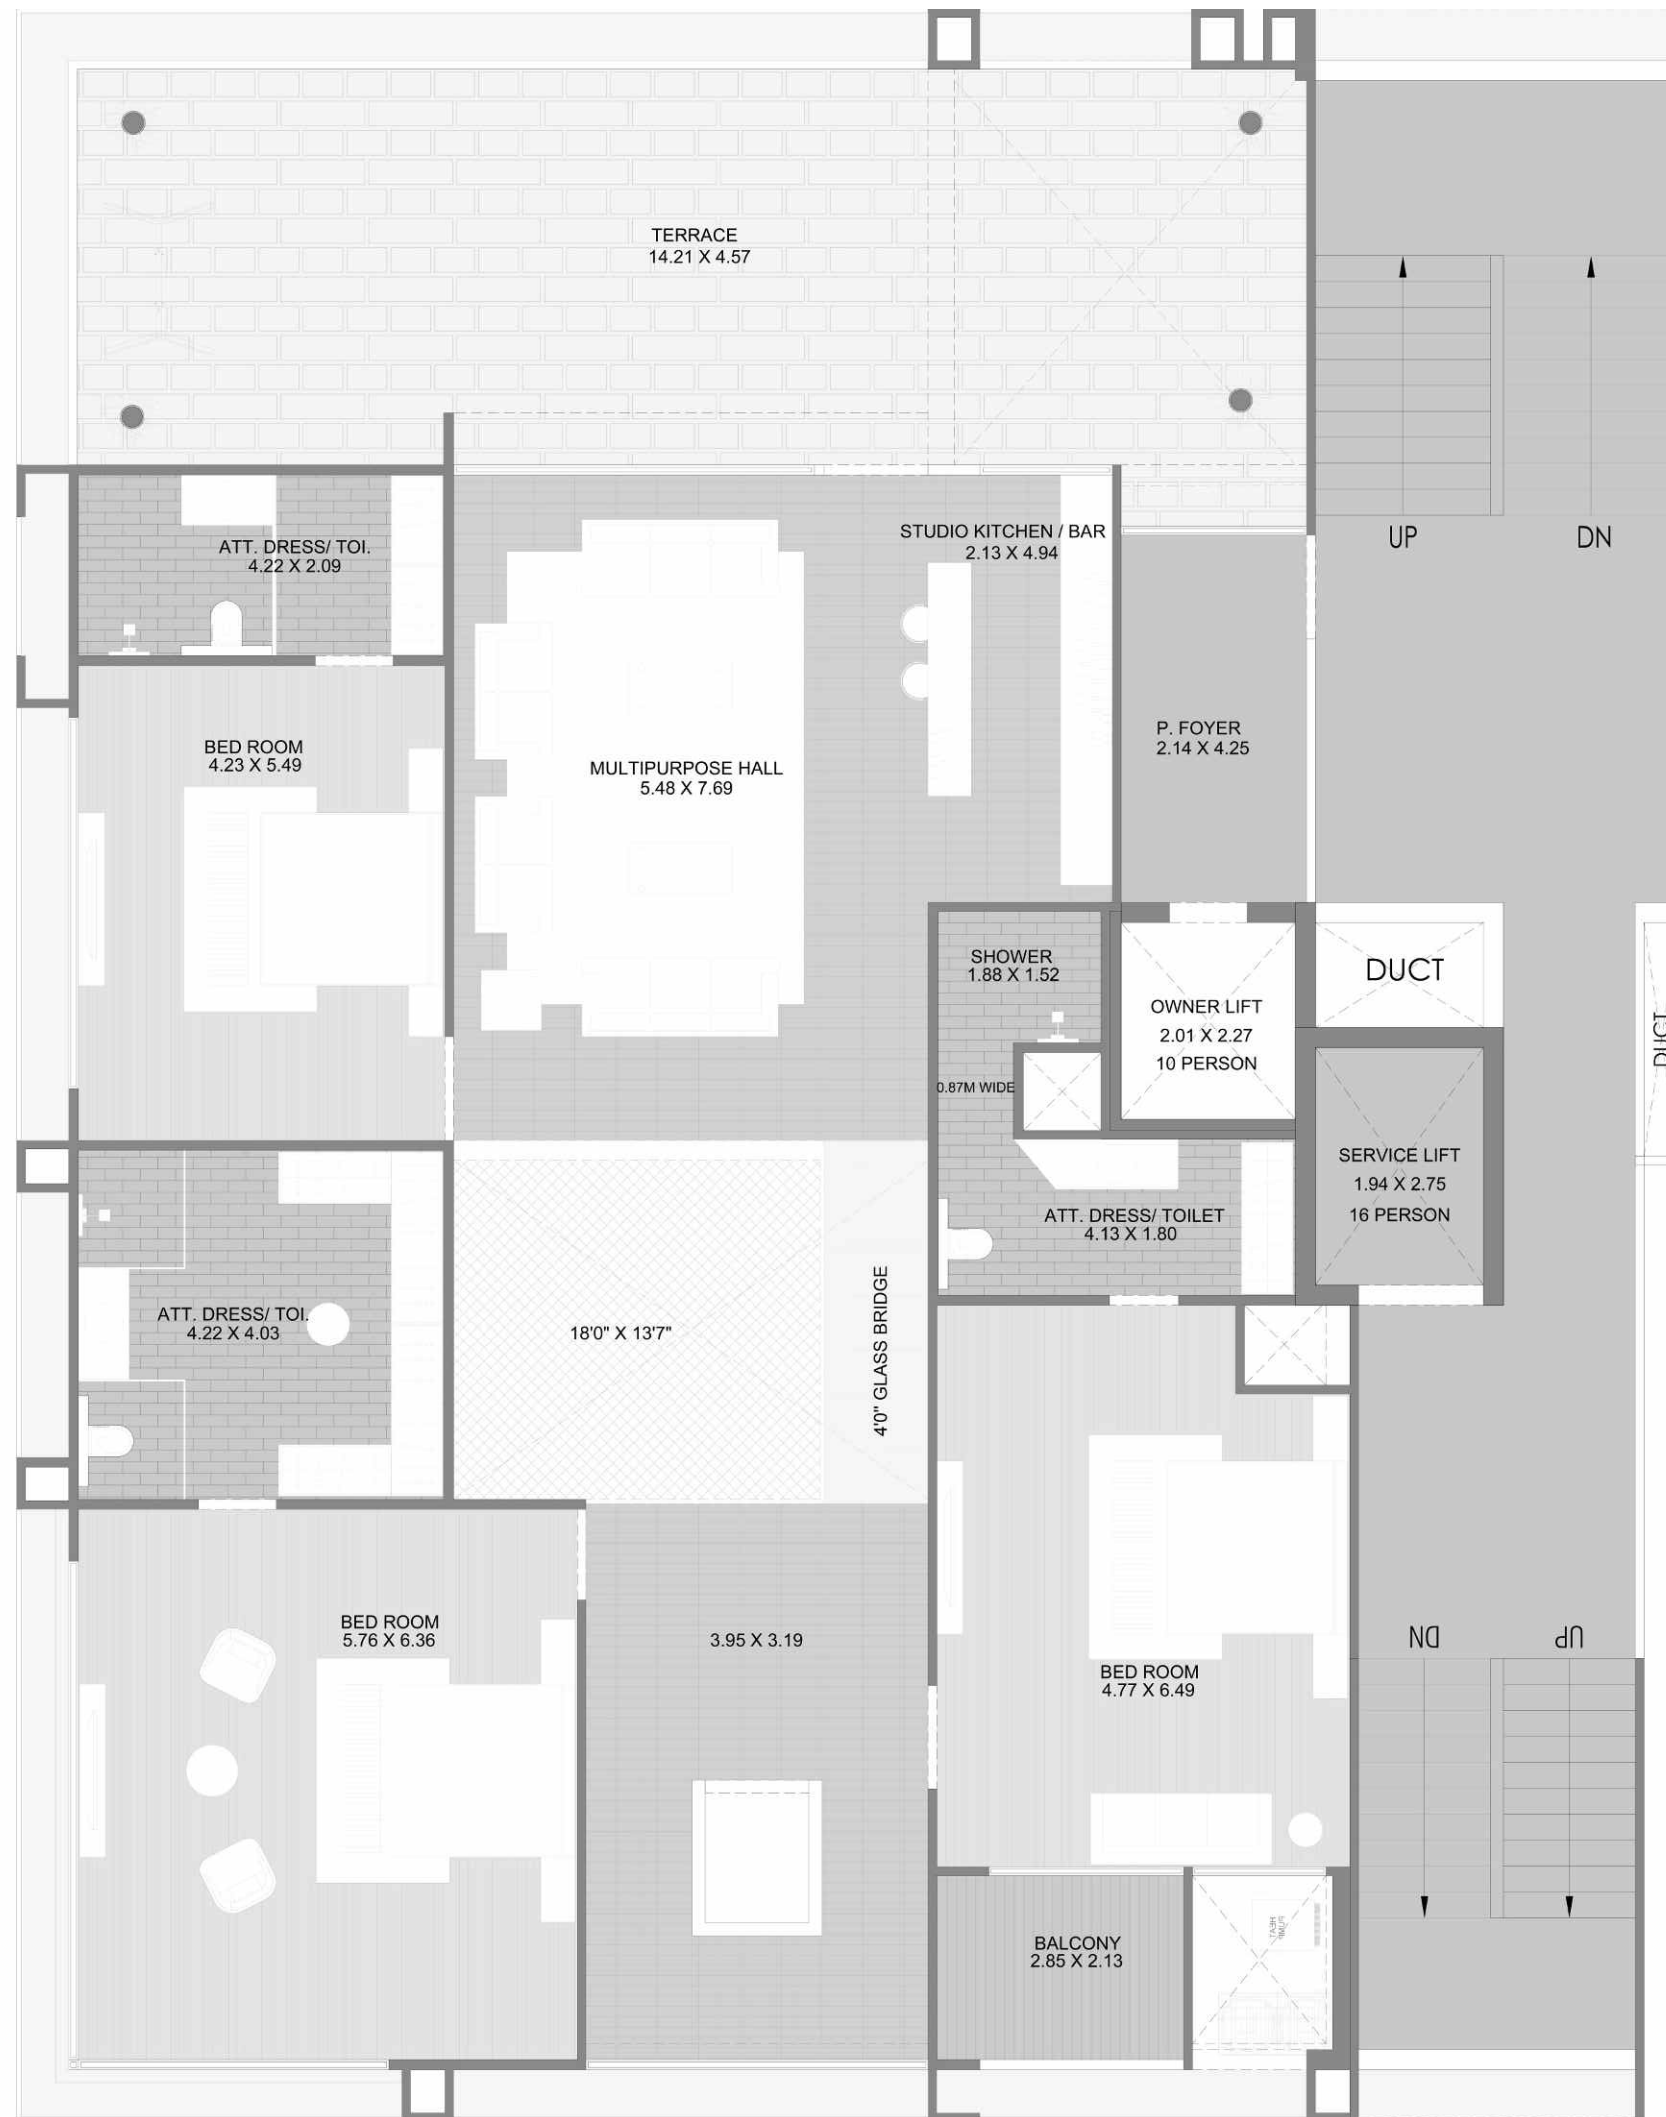 TERRACE
14.21 X 4.57
UP
DN
STUDIO KITCHEN / BAR
2.13 X 4.94
ATT. DRESS/ TOI.
4.22 X 2.09
P. FOYER
2.14 X 4.25
BED ROOM
4.23 X 5.49
MULTIPURPOSE HALL
5.48 X 7.69
SHOWER
1.88 X 1.52
DUCT
OWNER LIFT
2.01 X 2.27
10 PERSON
DUCT
0.87M WIDE
SERVICE LIFT
1.94 X 2.75
16 PERSON
ATT. DRESS/ TOILET
4.13 X 1.80
ATT. DRESS/ TOI.
4.22 X 4.03
18'0" X 13'7"
4'0" GLASS BRIDGE
BED ROOM
5.76 X 6.36
3.95 X 3.19
DN
UP
BED ROOM
4.77 X 6.49
HEAT
PUMP
BALCONY
2.85 X 2.13